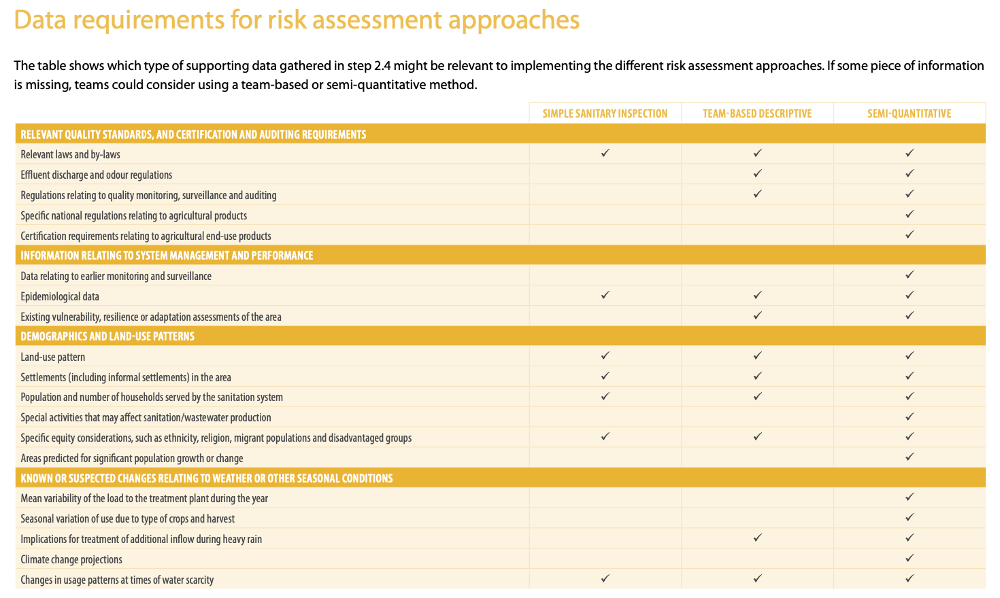 Data requirements for risk assessment approaches
The table shows which type of supporting data gathered in step 2.4 might be relevant to implementing the different risk assessment approaches. If some piece of information
is missing, teams could consider using a team-based or semi-quantitative method.
SIMPLE SANITARY INSPECTION TEAM-BASED DESCRIPTIVE SEMI-QUANTITATIVE
RELEVANT QUALITY STANDARDS, AND CERTIFICATION AND AUDITING REQUIREMENTS
Relevant laws and by-laws ✓ ✓ ✓
Effluent discharge and odour regulations ✓ ✓
Regulations relating to quality monitoring, surveillance and auditing ✓ ✓
Specific national regulations relating to agricultural products ✓
Certification requirements relating to agricultural end-use products ✓
INFORMATION RELATING TO SYSTEM MANAGEMENT AND PERFORMANCE
Data relating to earlier monitoring and surveillance ✓
Epidemiological data ✓ ✓ ✓
Existing vulnerability, resilience or adaptation assessments of the area ✓ ✓
DEMOGRAPHICS AND LAND-USE PATTERNS
Land-use pattern ✓ ✓ ✓
Settlements (including informal settlements) in the area ✓ ✓ ✓
Population and number of households served by the sanitation system ✓ ✓ ✓
Special activities that may affect sanitation/wastewater production ✓
Specific equity considerations, such as ethnicity, religion, migrant populations and disadvantaged groups ✓ ✓ ✓
Areas predicted for significant population growth or change ✓
KNOWN OR SUSPECTED CHANGES RELATING TO WEATHER OR OTHER SEASONAL CONDITIONS
Mean variability of the load to the treatment plant during the year ✓
Seasonal variation of use due to type of crops and harvest ✓
Implications for treatment of additional inflow during heavy rain ✓ ✓
Climate change projections ✓
Changes in usage patterns at times of water scarcity ✓ ✓ ✓